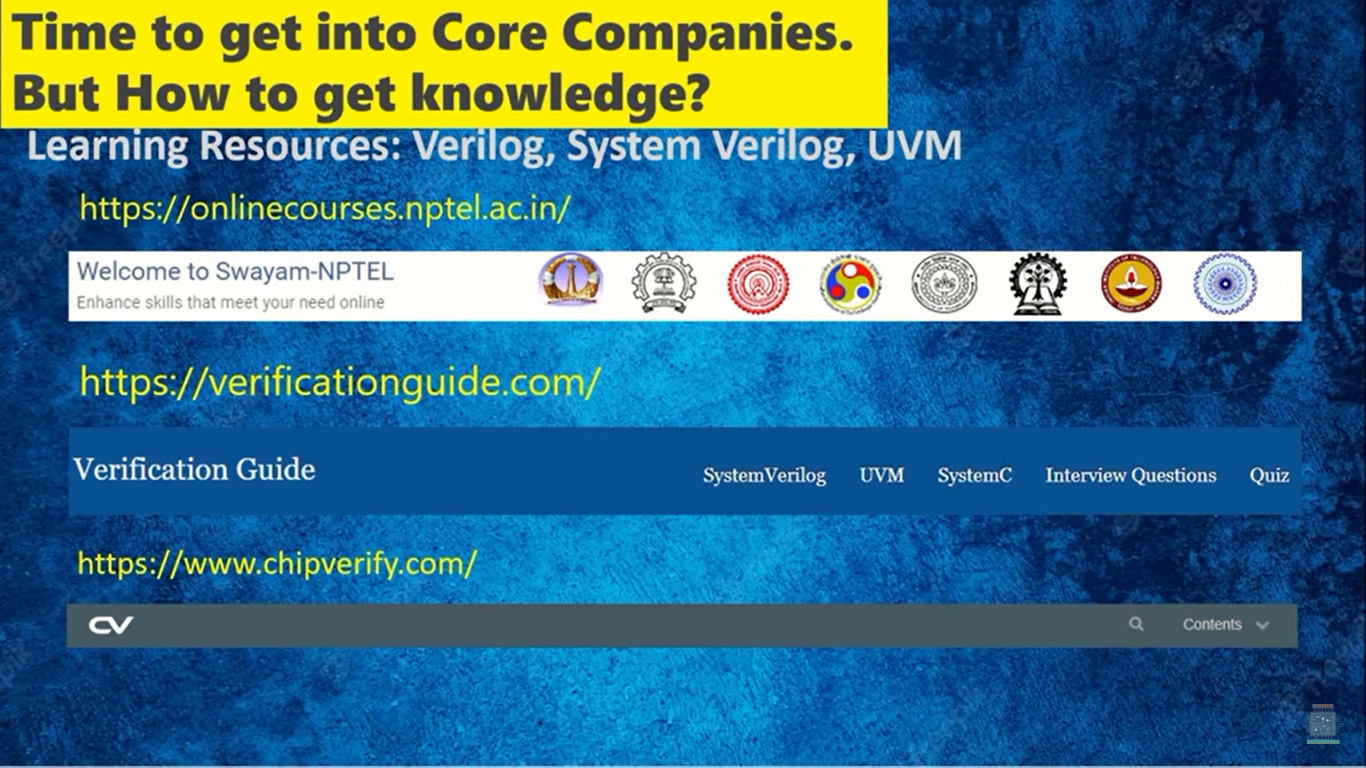 Time to get into Core Companies.
But How to get knowledge?
Learning Resources: Verilog, System Verilog, UVM
https://onlinecourses.nptel.ac.in/
Welcome to Swayam-NPTEL
Enhance skills that meet your need online
https://verificationguide.com/
Verification Guide SystemVerilog UVM SystemC Interview Questions Quiz
https://www.chipverify.com/
CV Contents